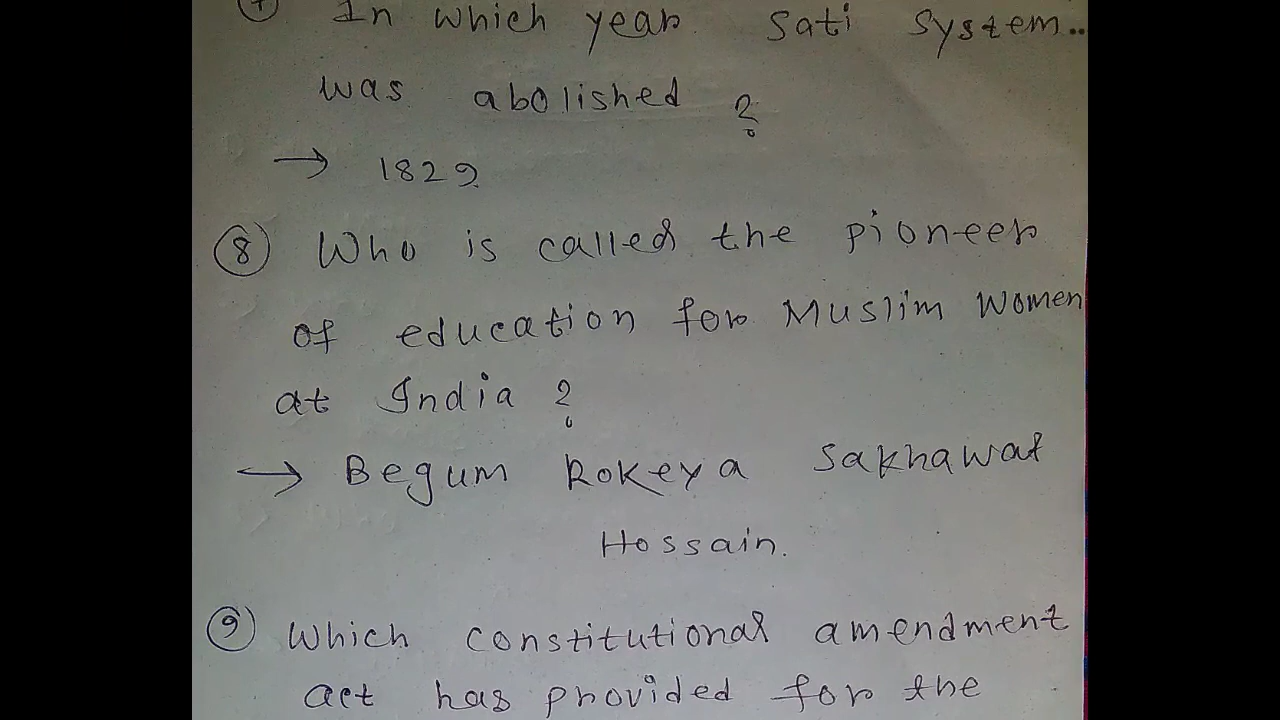 ⑦ In which year Sati System..
was abolished ?
→ 1829
⑧ Who is called the pioneer
of education for Muslim Women
at India ?
→ Begum Rokeya Sakhawat
Hossain.
⑨ Which constitutional amendment
act has provided for the